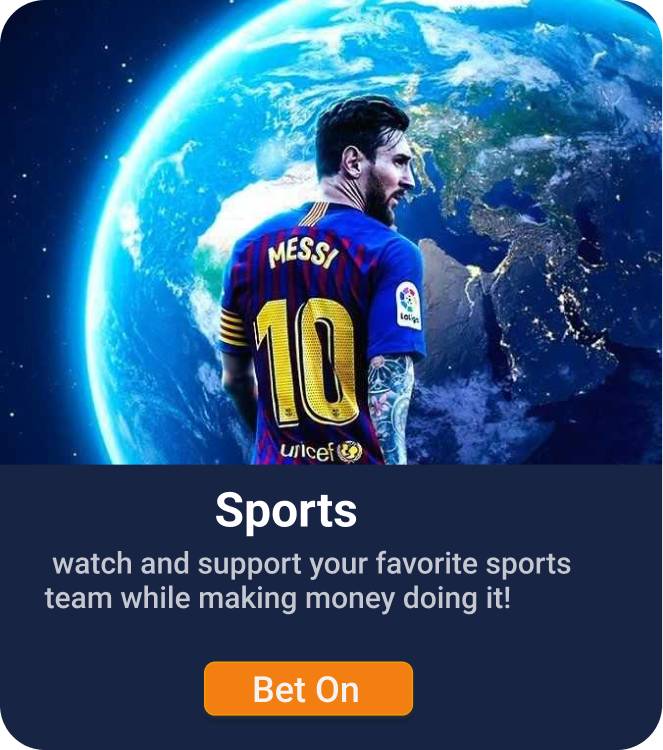 MESSI
LaLiga
10
unicef
Sports
watch and support your favorite sports
team while making money doing it!
Bet On